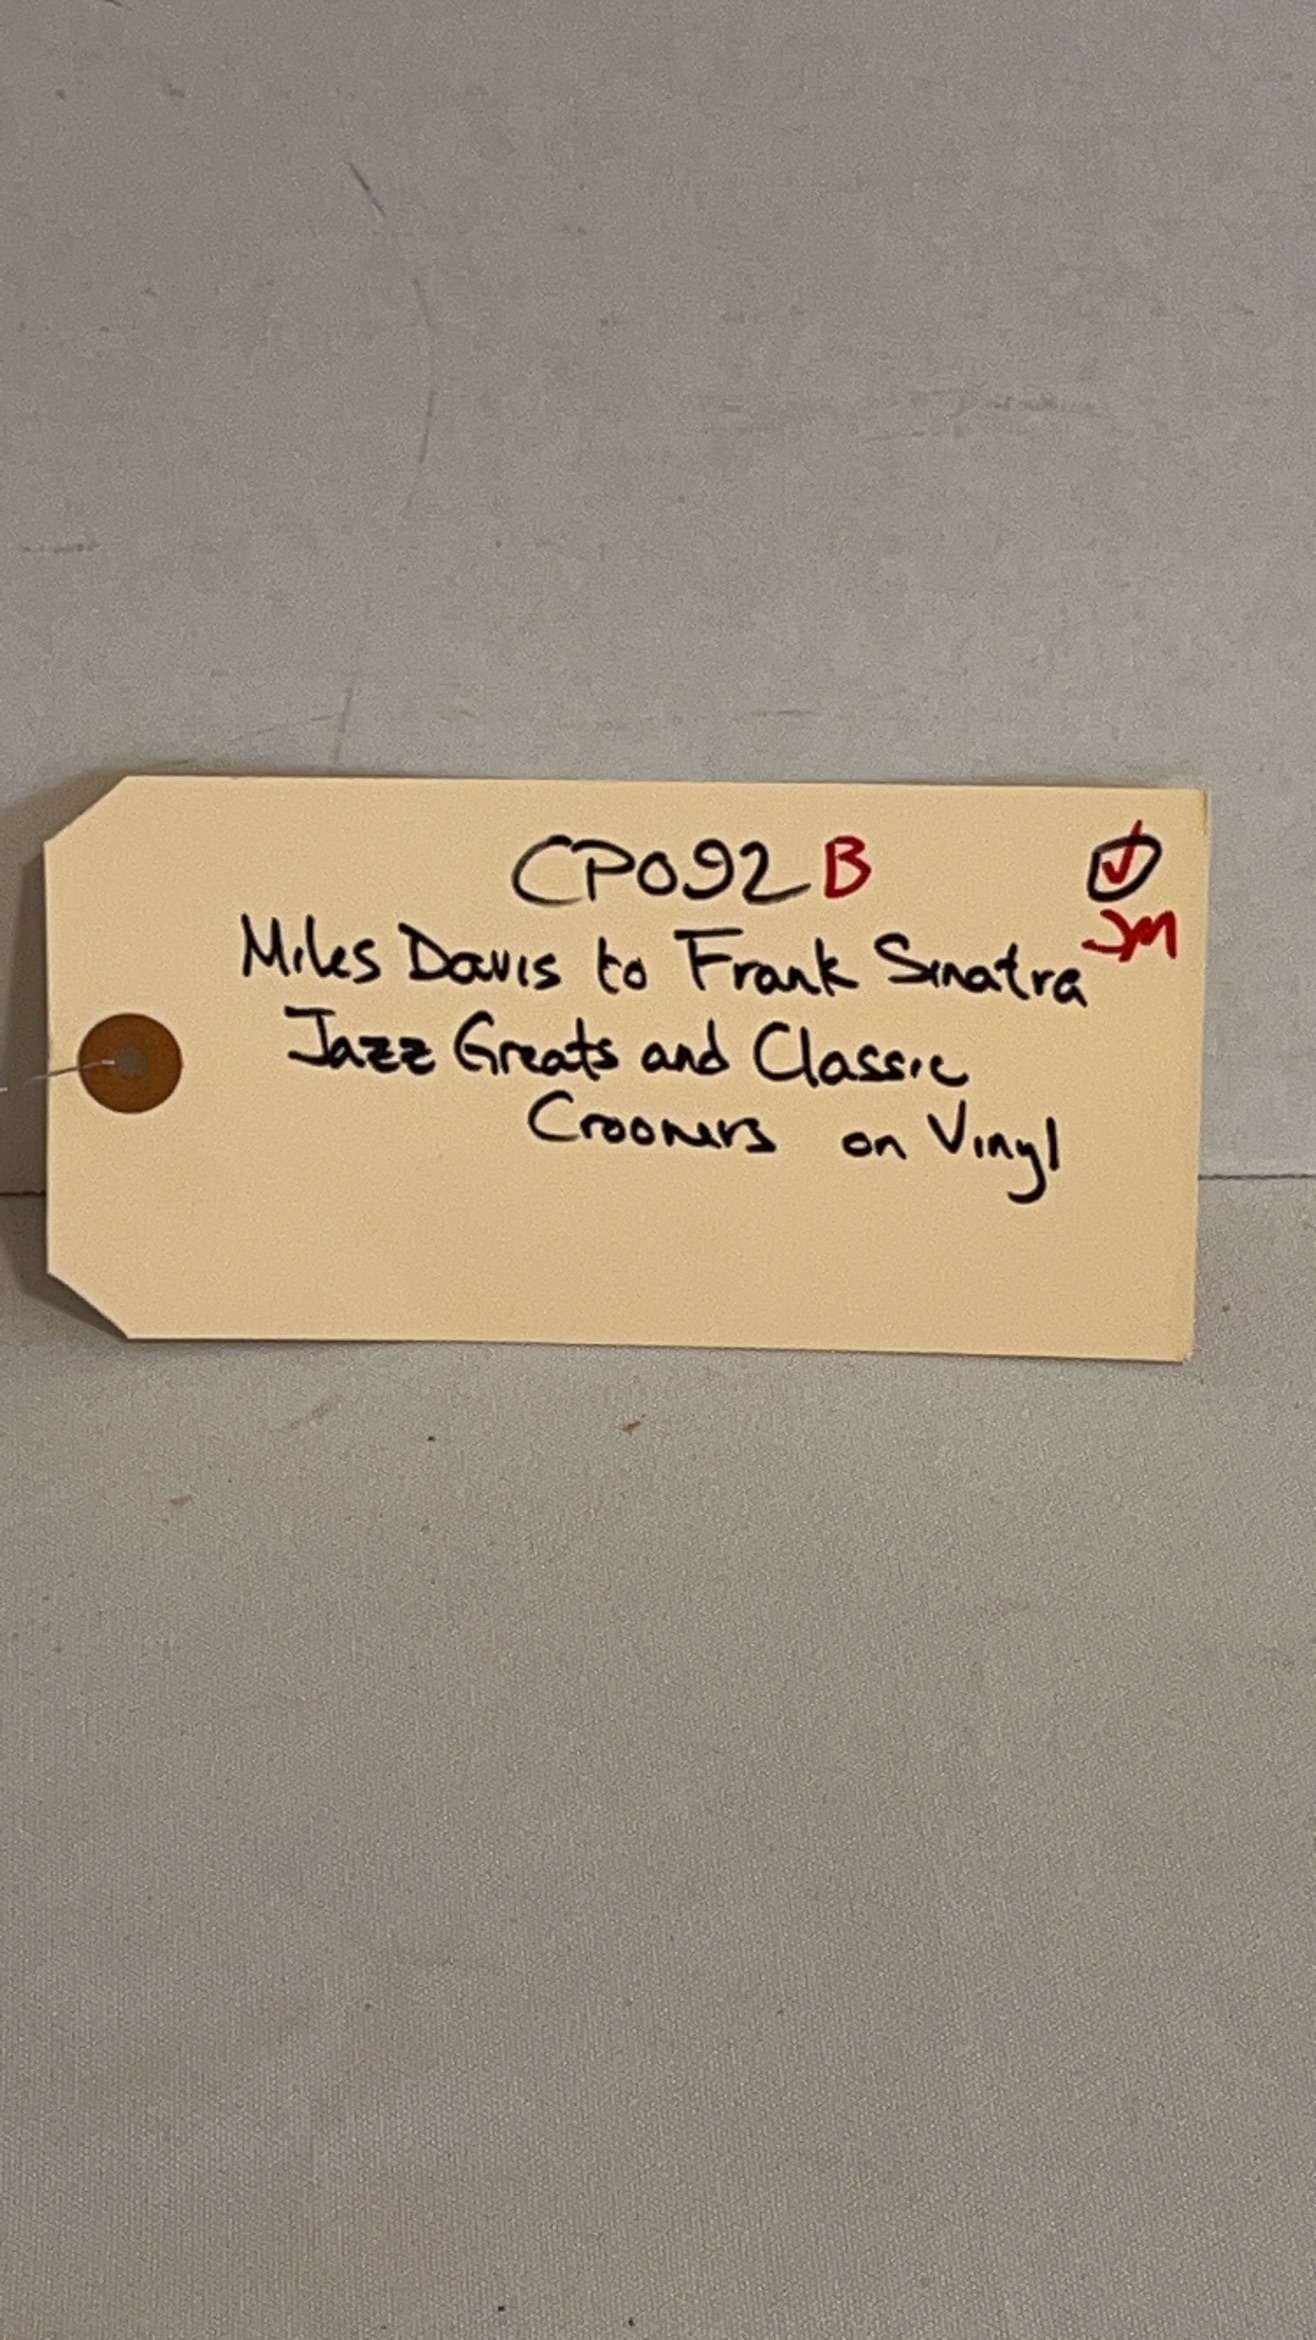 CP092 B
JM
Miles Davis to Frank Sinatra
Jazz Greats and Classic
Crooners on Vinyl